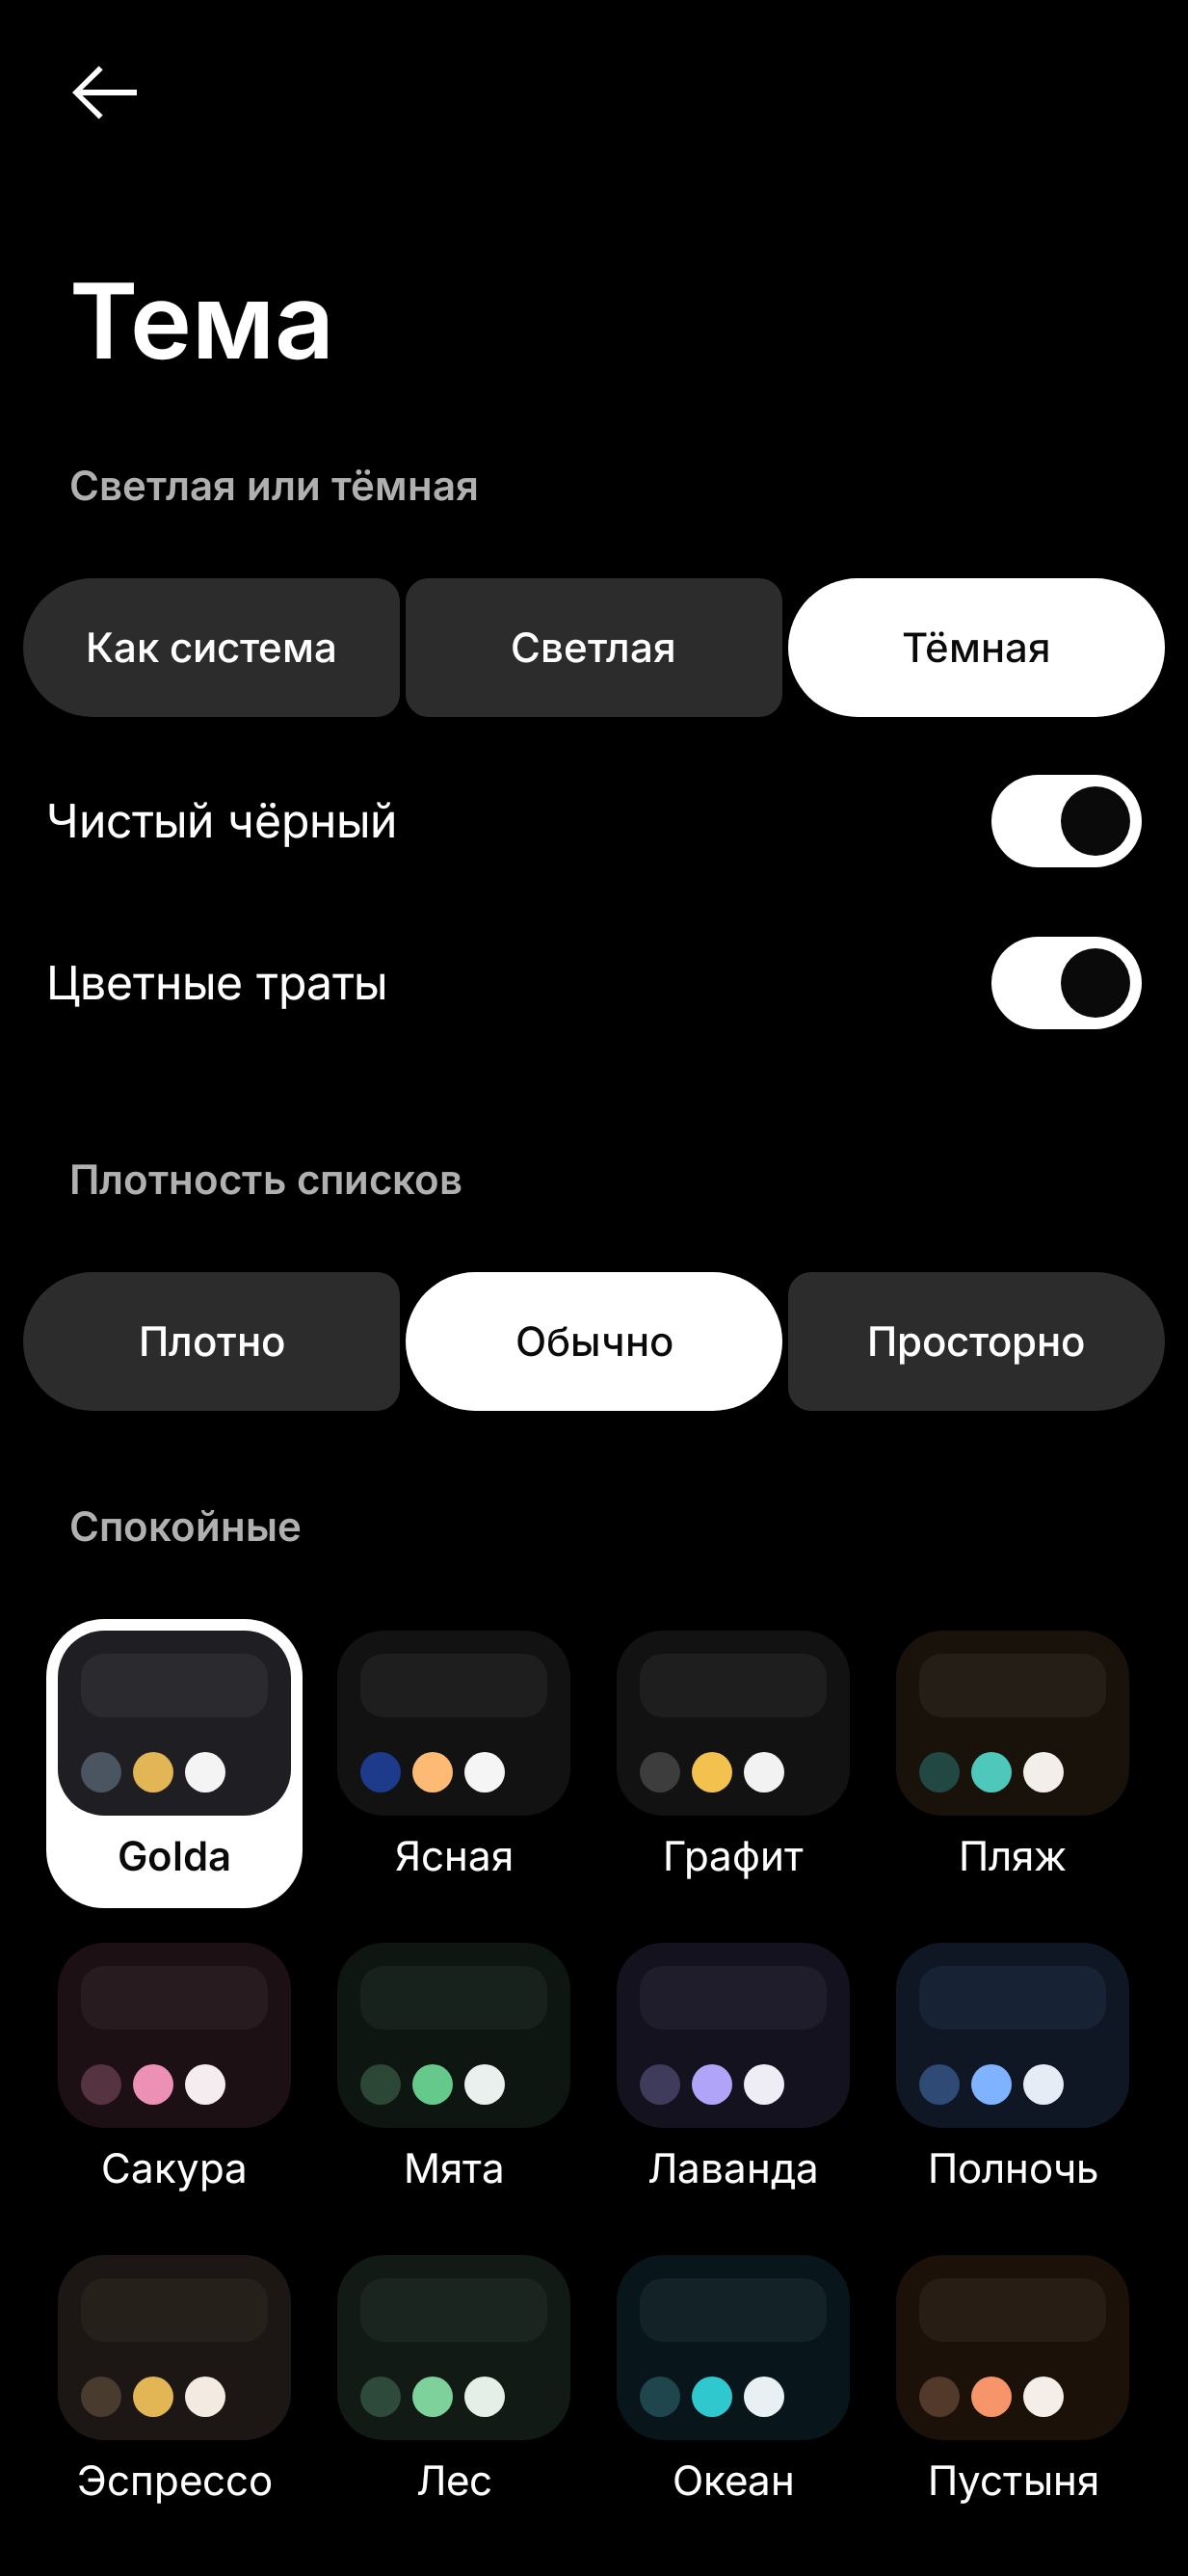 Тема
Светлая или тёмная
Как система Светлая Тёмная
Чистый чёрный
Цветные траты
Плотность списков
Плотно Обычно Просторно
Спокойные
Golda Ясная Графит Пляж
Сакура Мята Лаванда Полночь
Эспрессо Лес Океан Пустыня